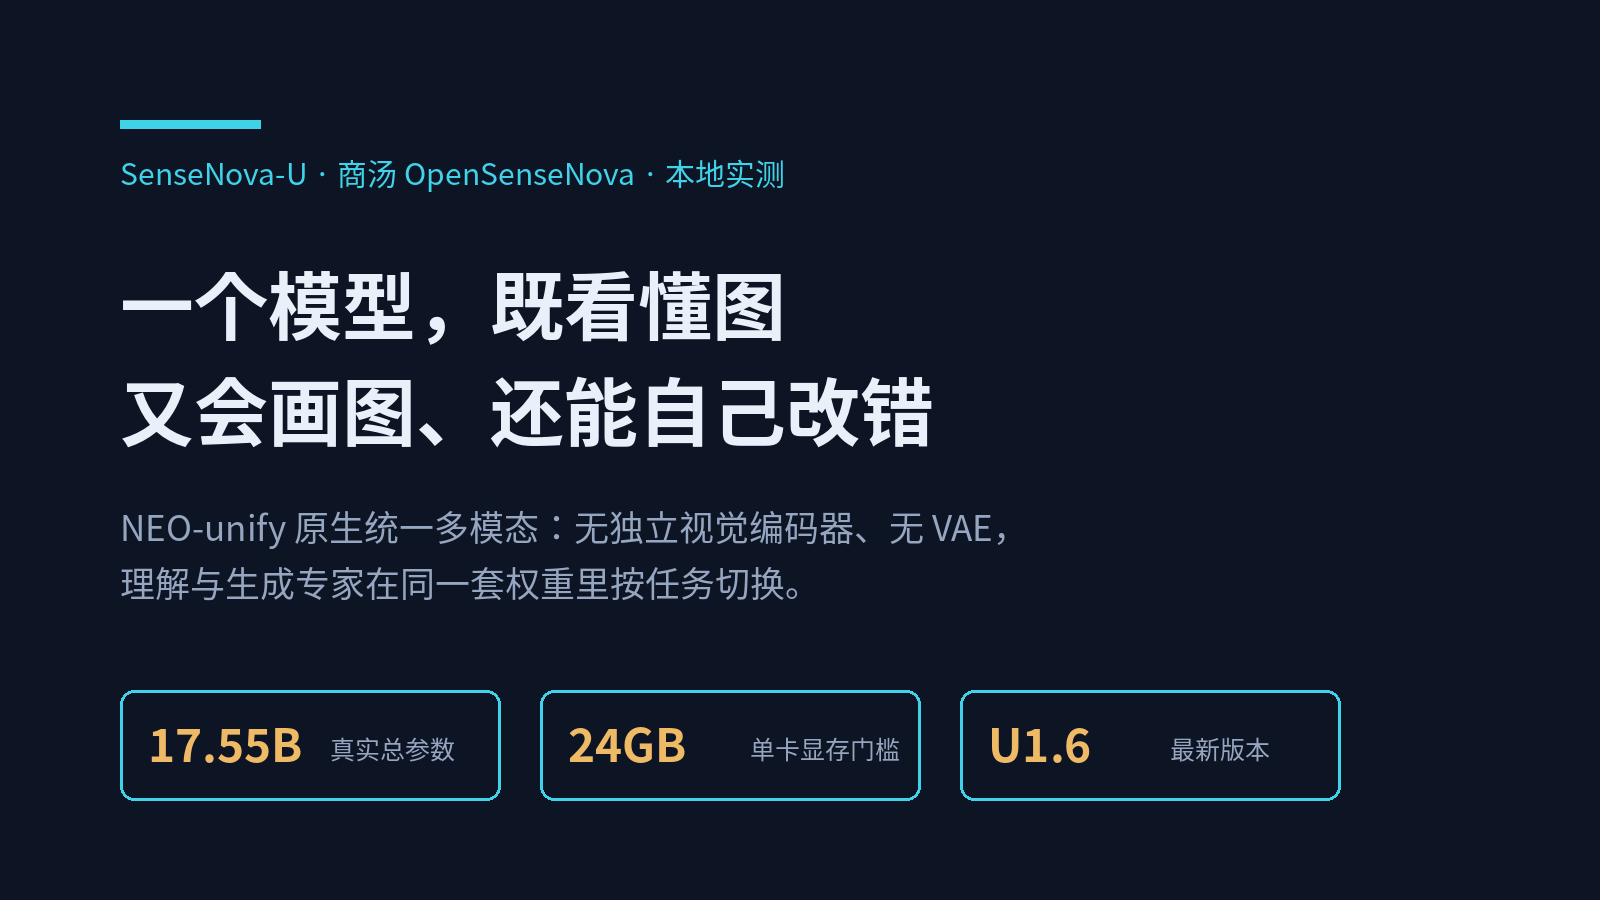 SenseNova-U · 商汤 OpenSenseNova · 本地实测
一个模型，既看懂图
又会画图、还能自己改错
NEO-unify 原生统一多模态：无独立视觉编码器、无 VAE，
理解与生成专家在同一套权重里按任务切换。
17.55B 真实总参数
24GB 单卡显存门槛
U1.6 最新版本